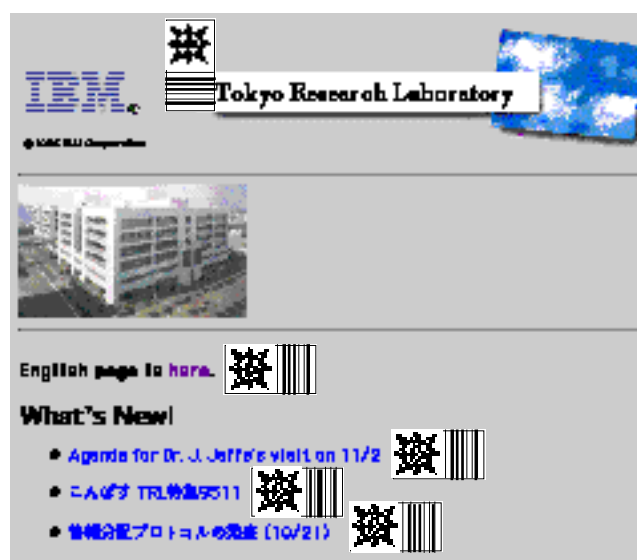 IBM®
Tokyo Research Laboratory
English page is here.
What's New!
Agenda for Dr. J. Jaffe's visit on 11/2
こんぱす TRL特集9511
情報分配プロトコルの発産 (10/21)